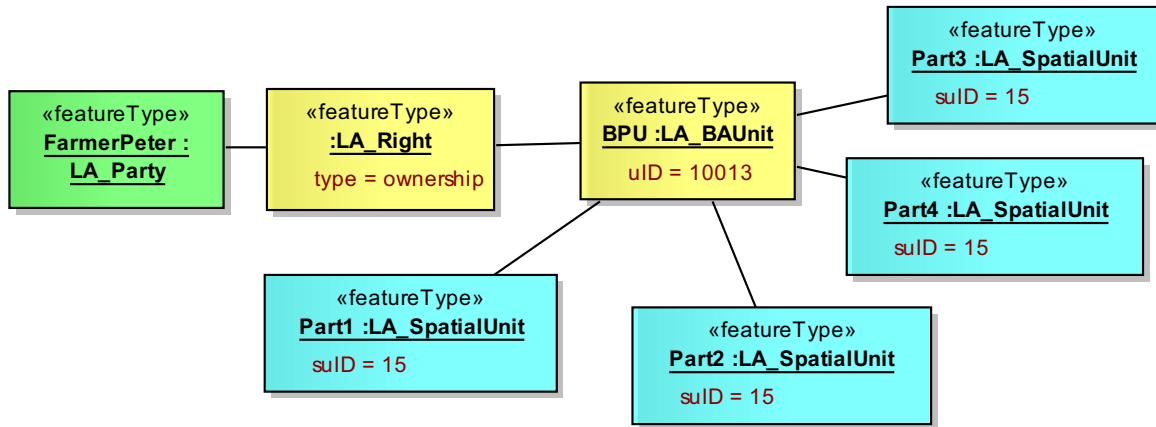 «featureType»
FarmerPeter :
LA_Party
«featureType»
:LA_Right
type = ownership
«featureType»
BPU :LA_BAUnit
uID = 10013
«featureType»
Part3 :LA_SpatialUnit
suID = 15
«featureType»
Part4 :LA_SpatialUnit
suID = 15
«featureType»
Part1 :LA_SpatialUnit
suID = 15
«featureType»
Part2 :LA_SpatialUnit
suID = 15